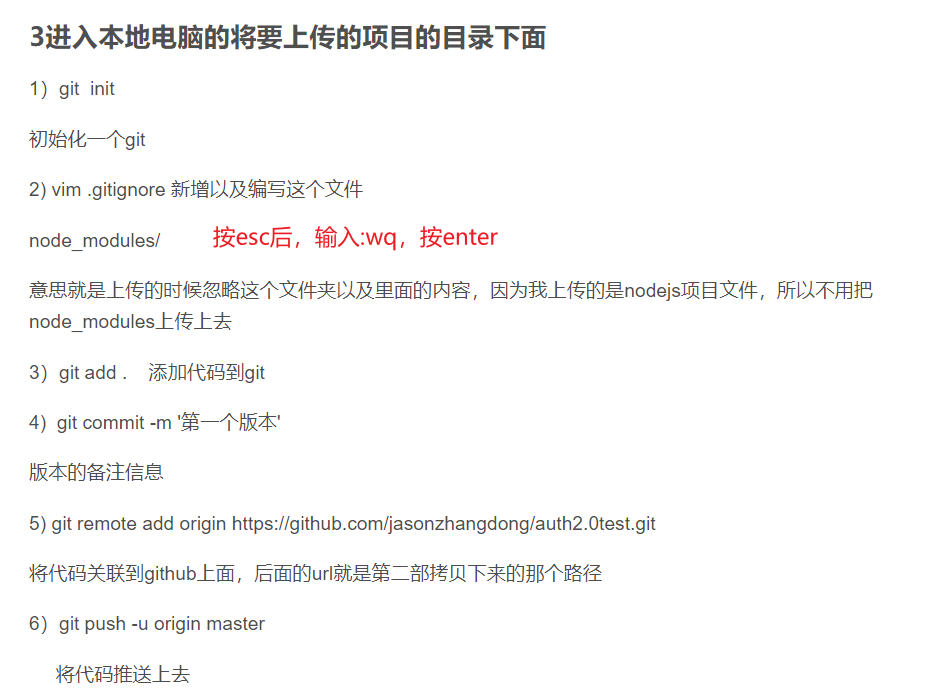 3进入本地电脑的将要上传的项目的目录下面
1）git  init
初始化一个git
2) vim .gitignore 新增以及编写这个文件
node_modules/ 按esc后，输入:wq，按enter
意思就是上传的时候忽略这个文件夹以及里面的内容，因为我上传的是nodejs项目文件，所以不用把
node_modules上传上去
3）git add .    添加代码到git
4）git commit -m '第一个版本'
版本的备注信息
5) git remote add origin https://github.com/jasonzhangdong/auth2.0test.git
将代码关联到github上面，后面的url就是第二部拷贝下来的那个路径
6）git push -u origin master
将代码推送上去